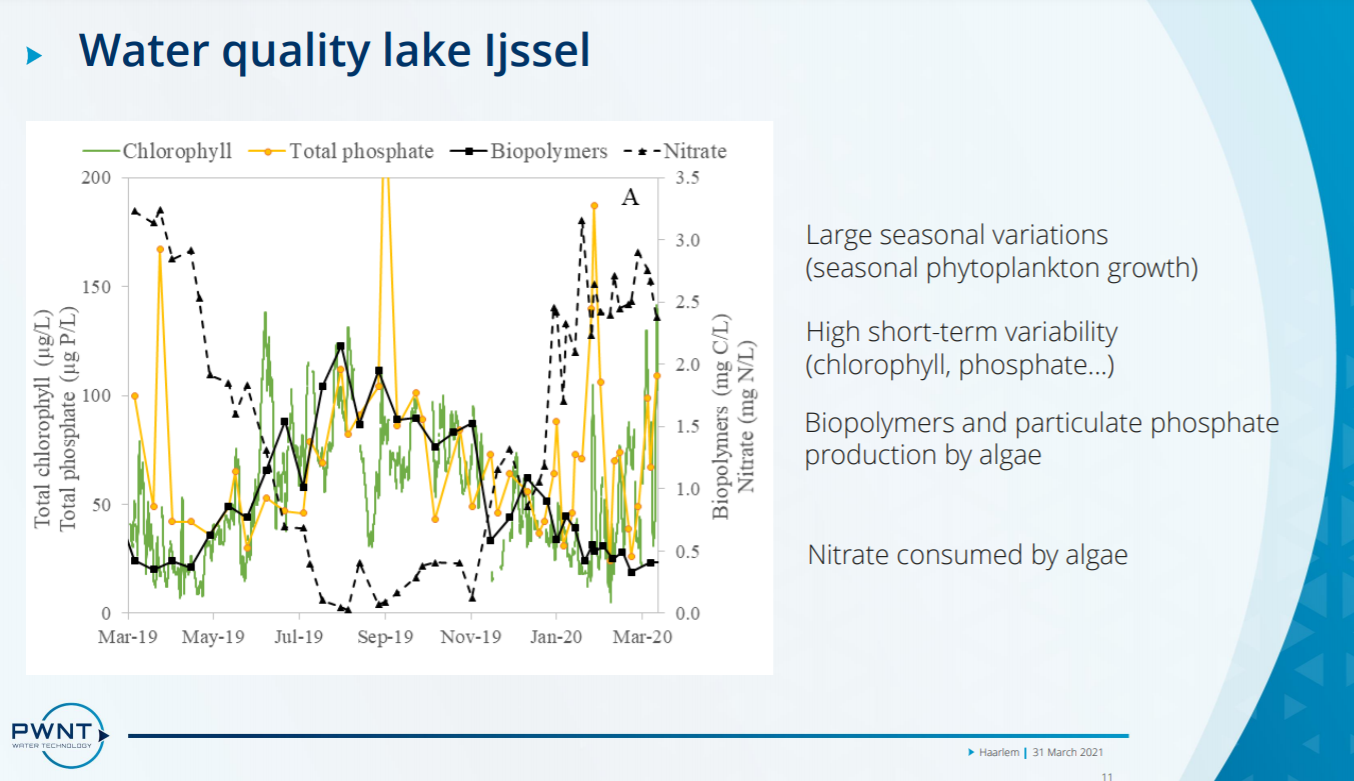 Water quality lake Ijssel
Chlorophyll Total phosphate Biopolymers Nitrate
A
200
150
100
50
0
3.5
3.0
2.5
2.0
1.5
1.0
0.5
0.0
Total chlorophyll (µg/L)
Total phosphate (µg P/L)
Biopolymers (mg C/L)
Nitrate (mg N/L)
Mar-19 May-19 Jul-19 Sep-19 Nov-19 Jan-20 Mar-20
Large seasonal variations
(seasonal phytoplankton growth)
High short-term variability
(chlorophyll, phosphate...)
Biopolymers and particulate phosphate
production by algae
Nitrate consumed by algae
PWNT
WATER TECHNOLOGY
Haarlem | 31 March 2021
11